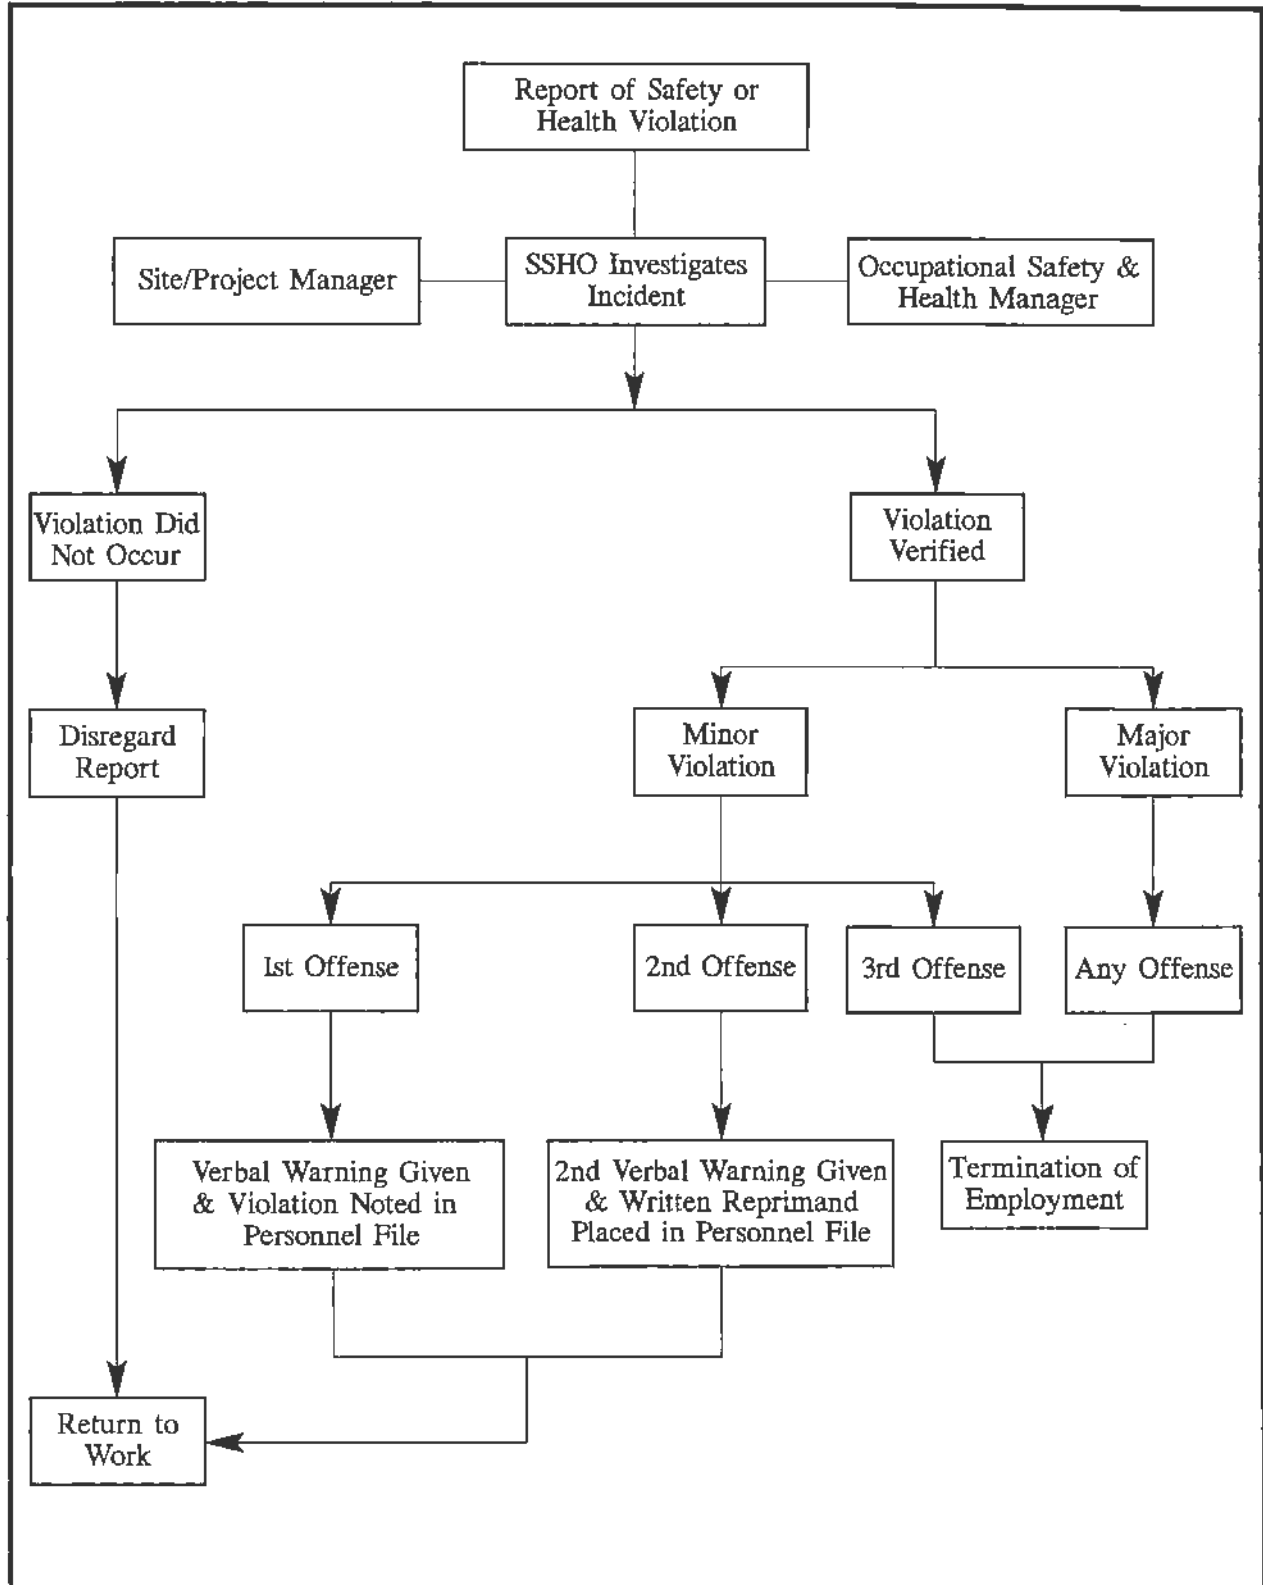 Report of Safety or
Health Violation
Site/Project Manager
SSHO Investigates
Incident
Occupational Safety &
Health Manager
Violation Did
Not Occur
Violation
Verified
Disregard
Report
Minor
Violation
Major
Violation
1st Offense
2nd Offense
3rd Offense
Any Offense
Verbal Warning Given
& Violation Noted in
Personnel File
2nd Verbal Warning Given
& Written Reprimand
Placed in Personnel File
Termination of
Employment
Return to
Work